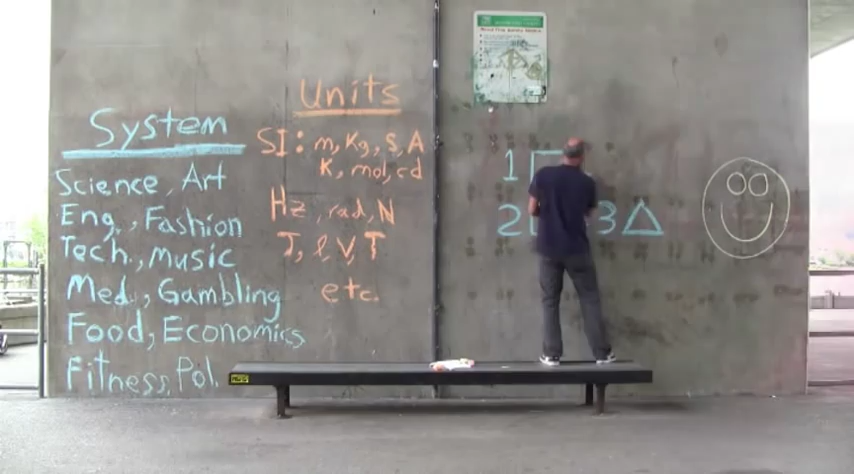 System
Science, Art
Eng., Fashion
Tech., music
Med., Gambling
Food, Economics
Fitness, Pol.
Units
SI: m, Kg, s, A
K, mol, cd
Hz, rad, N
J, l, V, T
etc.
1
2 3 Δ